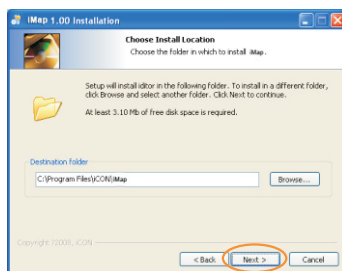 iMap 1.00 Installation
Choose Install Location
Choose the folder in which to install iMap.
Setup will install iditor in the following folder. To install in a different folder,
click Browse and select another folder. Click Next to continue.
At least 3.10 Mb of free disk space is required.
Destination folder
C:\Program Files\iCON\iMap
Browse...
Copyright ©2008, iCON
< Back
Next >
Cancel